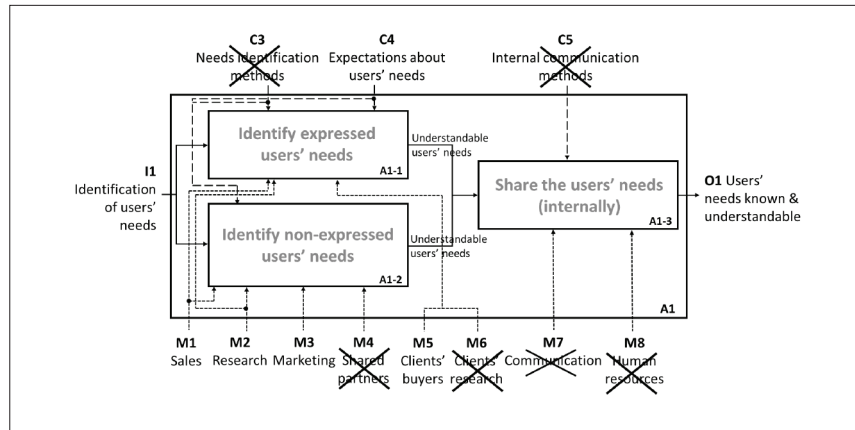 C3
Needs identification
methods
C4
Expectations about
users' needs
C5
Internal communication
methods
Identify expressed
users' needs
A1-1
Understandable
users' needs
I1
Identification
of users'
needs
Share the users' needs
(internally)
A1-3
O1 Users'
needs known &
understandable
Identify non-expressed
users' needs
A1-2
Understandable
users' needs
A1
M1
Sales
M2
Research
M3
Marketing
M4
Shared
partners
M5
Clients'
buyers
M6
Clients'
research
M7
Communication
M8
Human
resources